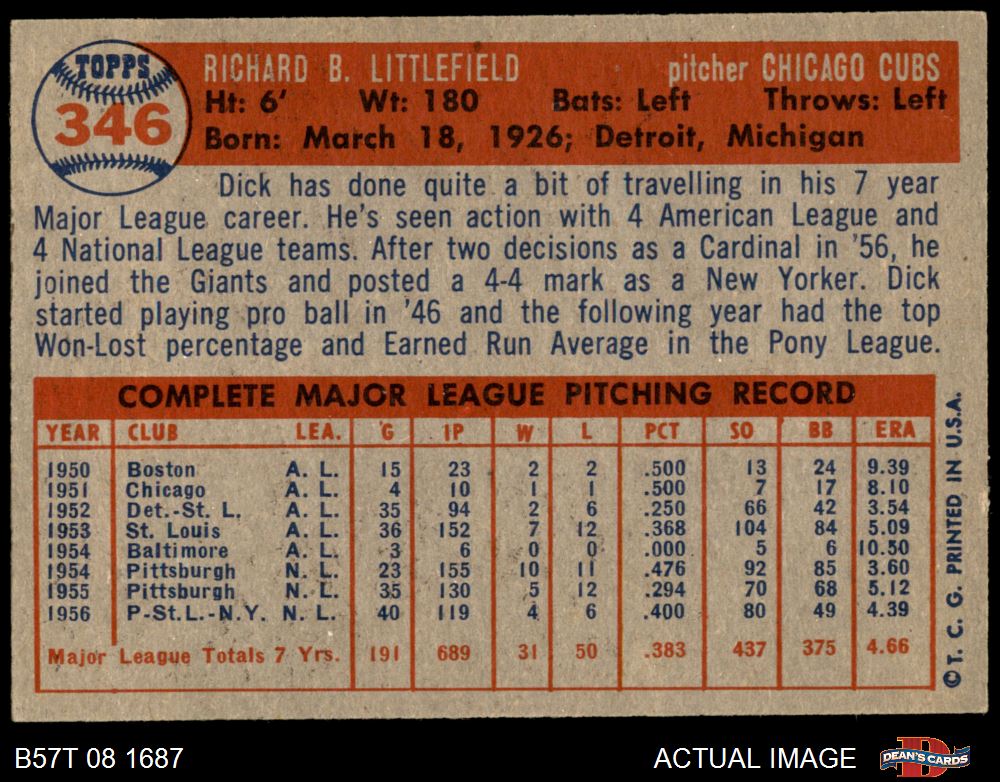 TOPPS
346
RICHARD B. LITTLEFIELD pitcher CHICAGO CUBS
Ht: 6' Wt: 180 Bats: Left Throws: Left
Born: March 18, 1926; Detroit, Michigan
Dick has done quite a bit of travelling in his 7 year
Major League career. He's seen action with 4 American League and
4 National League teams. After two decisions as a Cardinal in '56, he
joined the Giants and posted a 4-4 mark as a New Yorker. Dick
started playing pro ball in '46 and the following year had the top
Won-Lost percentage and Earned Run Average in the Pony League.
COMPLETE MAJOR LEAGUE PITCHING RECORD
YEAR CLUB LEA. G IP W L PCT SO BB ERA
1950 Boston A. L. 15 23 2 2 .500 13 24 9.39
1951 Chicago A. L. 4 10 1 1 .500 7 17 8.10
1952 Det.-St. L. A. L. 35 94 2 6 .250 66 42 3.54
1953 St. Louis A. L. 36 152 7 12 .368 104 84 5.09
1954 Baltimore A. L. 3 6 0 0 .000 5 6 10.50
1954 Pittsburgh N. L. 23 155 10 11 .476 92 85 3.60
1955 Pittsburgh N. L. 35 130 5 12 .294 70 68 5.12
1956 P-St.L.-N.Y. N. L. 40 119 4 6 .400 80 49 4.39
Major League Totals 7 Yrs. 191 689 31 50 .383 437 375 4.66
© T. C. G. PRINTED IN U.S.A.
B57T 08 1687 ACTUAL IMAGE DEAN'S CARDS